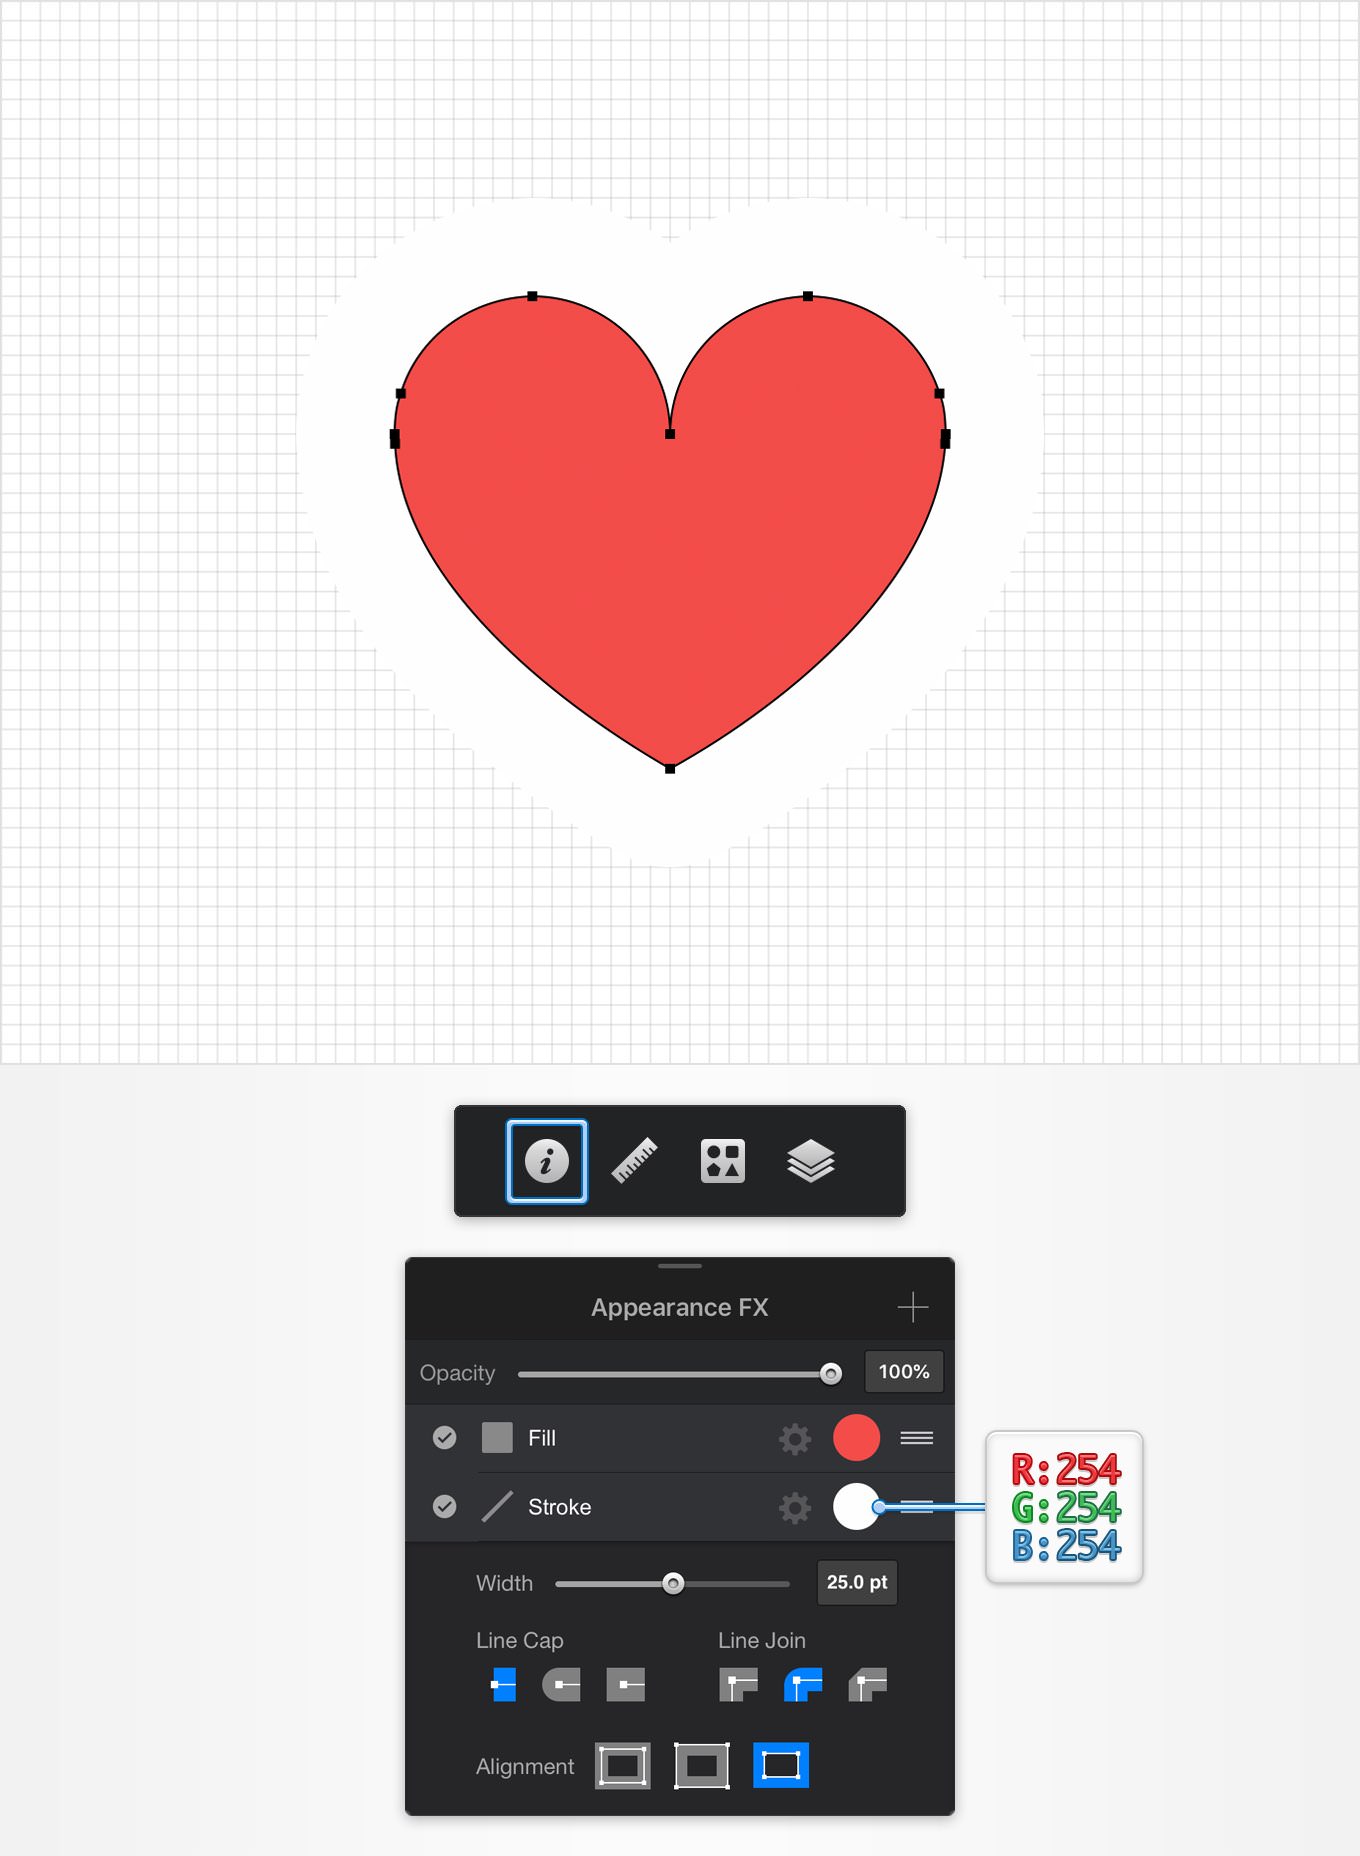 Appearance FX
Opacity 100%
Fill
Stroke
R:254
G:254
B:254
Width 25.0 pt
Line Cap Line Join
Alignment